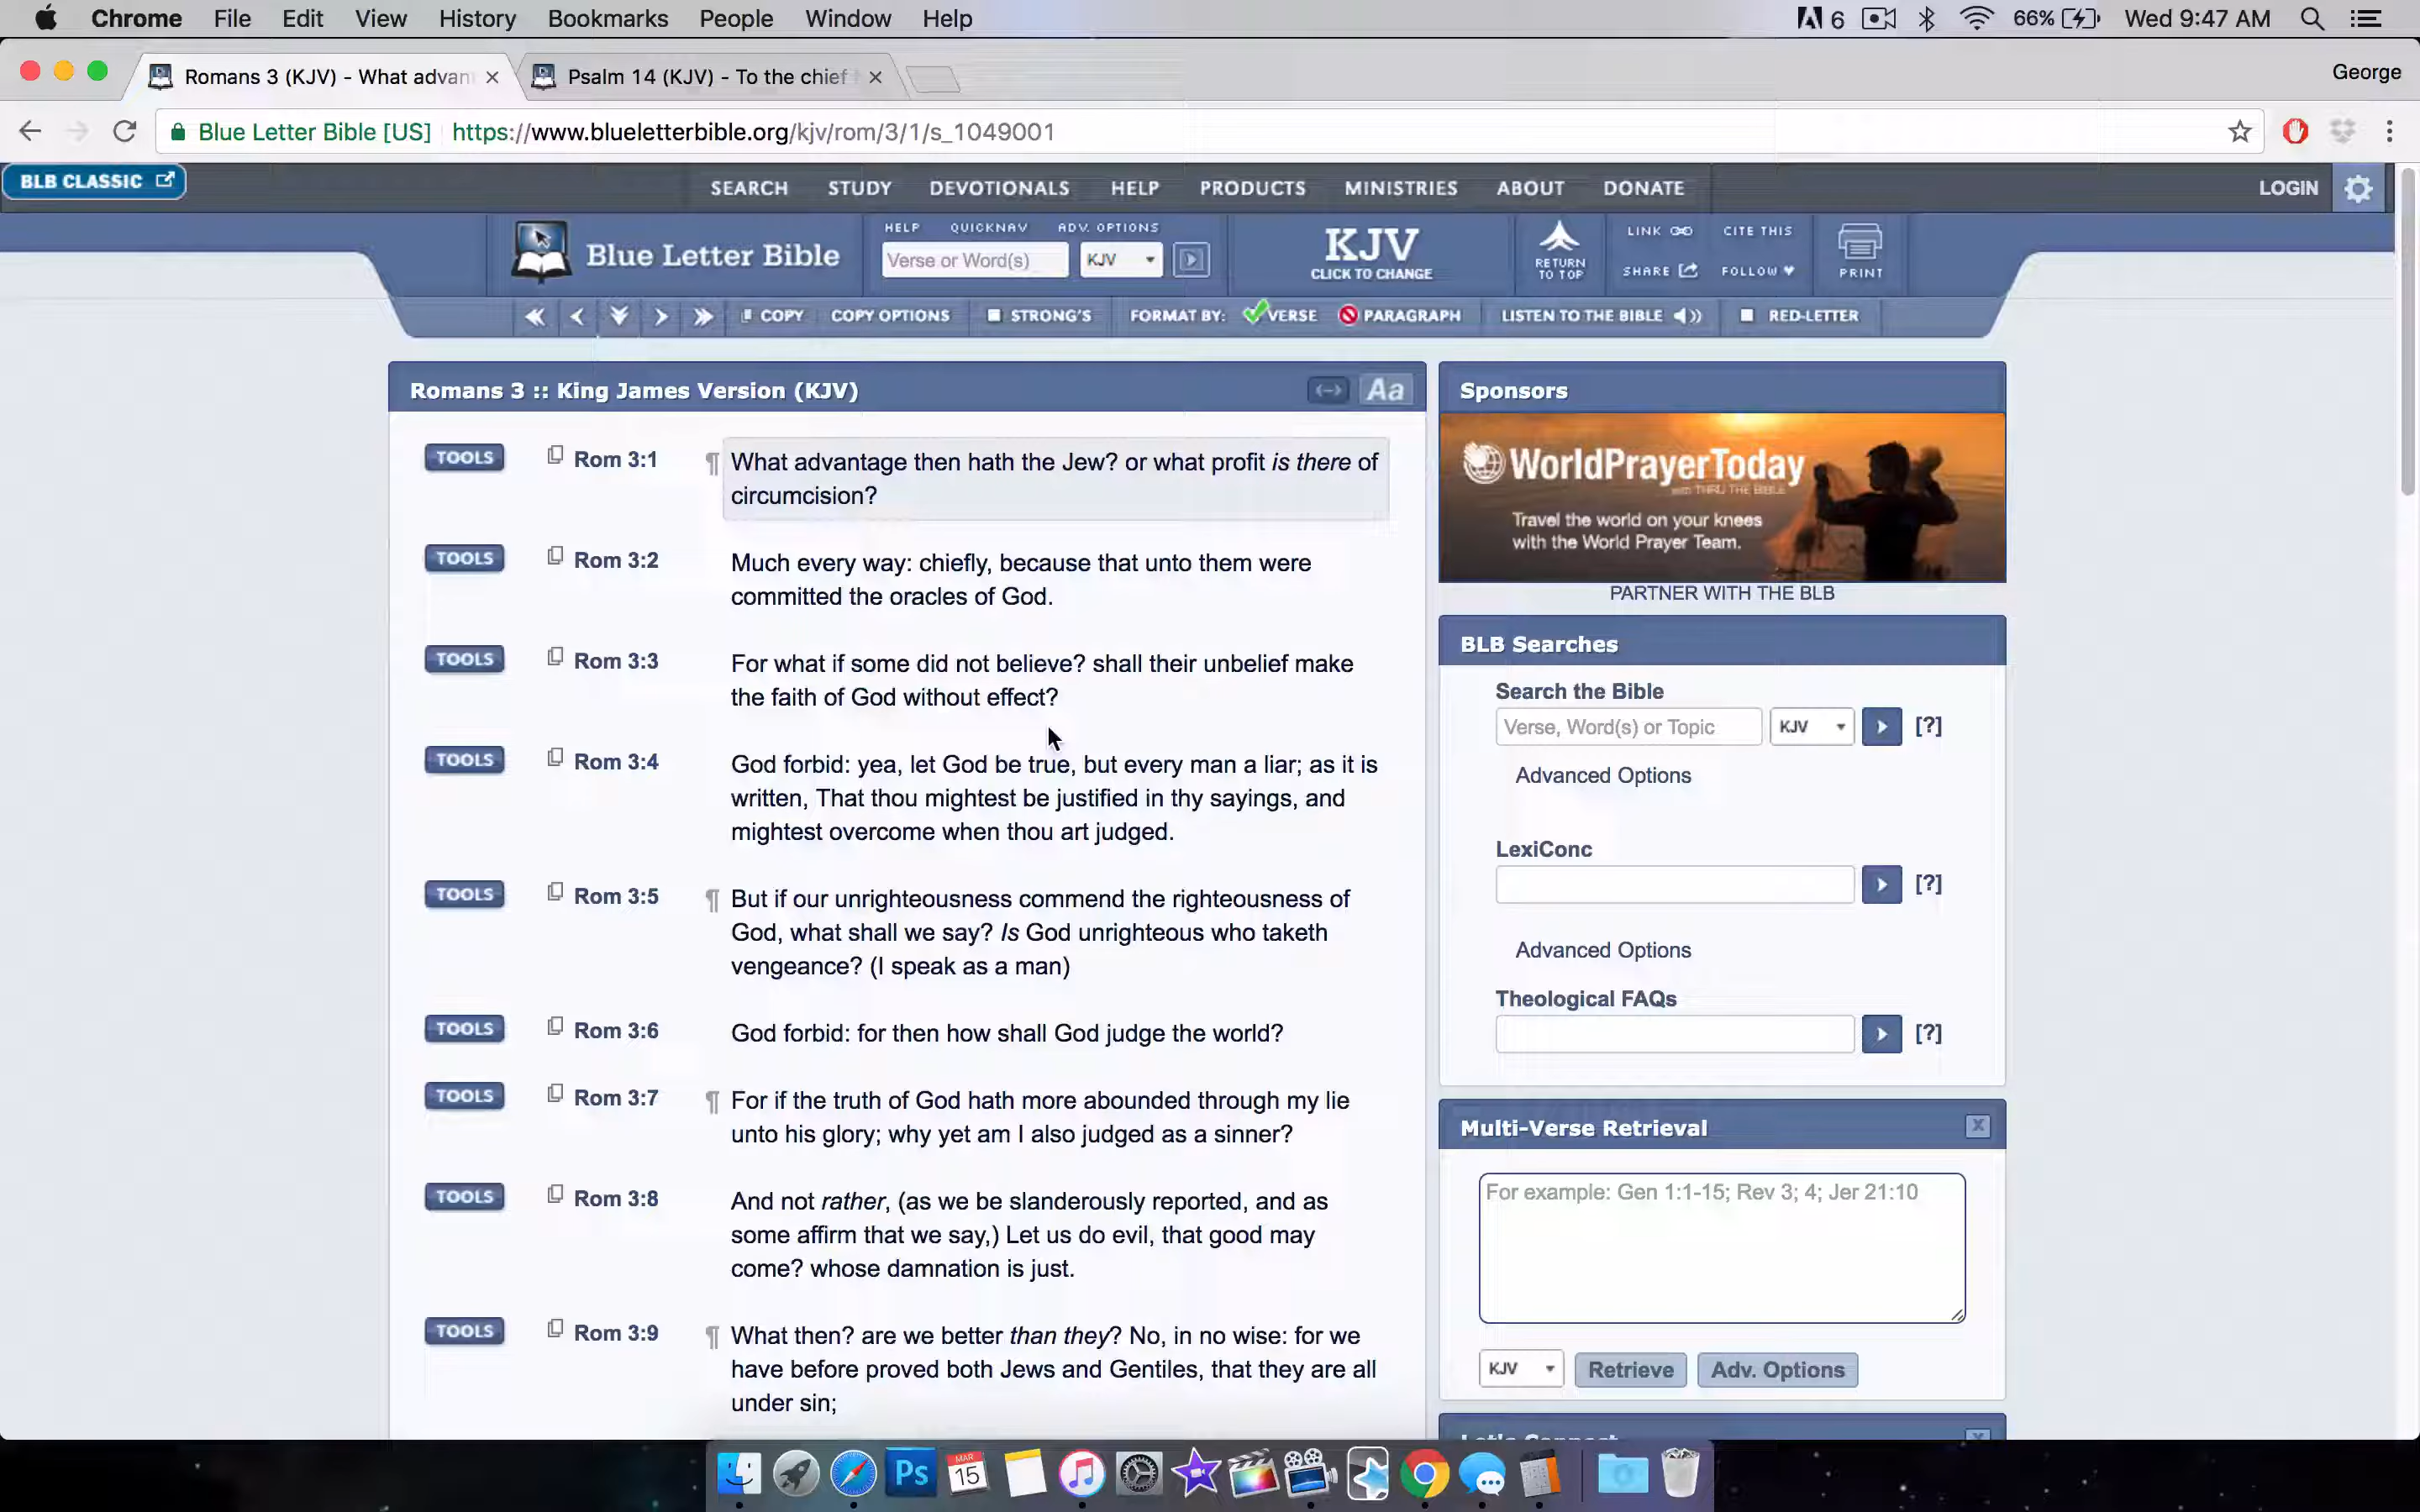 Chrome File Edit View History Bookmarks People Window Help 6 66% Wed 9:47 AM
Romans 3 (KJV) - What advan Psalm 14 (KJV) - To the chief George
Blue Letter Bible [US] https://www.blueletterbible.org/kjv/rom/3/1/s_1049001
BLB CLASSIC SEARCH STUDY DEVOTIONALS HELP PRODUCTS MINISTRIES ABOUT DONATE LOGIN
HELP QUICKNAV ADV. OPTIONS
Blue Letter Bible Verse or Word(s) KJV
KJV
CLICK TO CHANGE
RETURN
TO TOP
LINK CITE THIS
SHARE FOLLOW
PRINT
COPY COPY OPTIONS STRONG'S FORMAT BY: VERSE PARAGRAPH LISTEN TO THE BIBLE RED-LETTER
Romans 3 :: King James Version (KJV) Aa
TOOLS Rom 3:1 ¶ What advantage then hath the Jew? or what profit is there of
circumcision?
TOOLS Rom 3:2 Much every way: chiefly, because that unto them were
committed the oracles of God.
TOOLS Rom 3:3 For what if some did not believe? shall their unbelief make
the faith of God without effect?
TOOLS Rom 3:4 God forbid: yea, let God be true, but every man a liar; as it is
written, That thou mightest be justified in thy sayings, and
mightest overcome when thou art judged.
TOOLS Rom 3:5 ¶ But if our unrighteousness commend the righteousness of
God, what shall we say? Is God unrighteous who taketh
vengeance? (I speak as a man)
TOOLS Rom 3:6 God forbid: for then how shall God judge the world?
TOOLS Rom 3:7 ¶ For if the truth of God hath more abounded through my lie
unto his glory; why yet am I also judged as a sinner?
TOOLS Rom 3:8 And not rather, (as we be slanderously reported, and as
some affirm that we say,) Let us do evil, that good may
come? whose damnation is just.
TOOLS Rom 3:9 ¶ What then? are we better than they? No, in no wise: for we
have before proved both Jews and Gentiles, that they are all
under sin;
Sponsors
WorldPrayerToday
with THRU THE BIBLE
Travel the world on your knees
with the World Prayer Team.
PARTNER WITH THE BLB
BLB Searches
Search the Bible
Verse, Word(s) or Topic KJV [?]
Advanced Options
LexiConc
[?]
Advanced Options
Theological FAQs
[?]
Multi-Verse Retrieval X
For example: Gen 1:1-15; Rev 3; 4; Jer 21:10
KJV Retrieve Adv. Options
Let's Connect X
Ps MAR
15